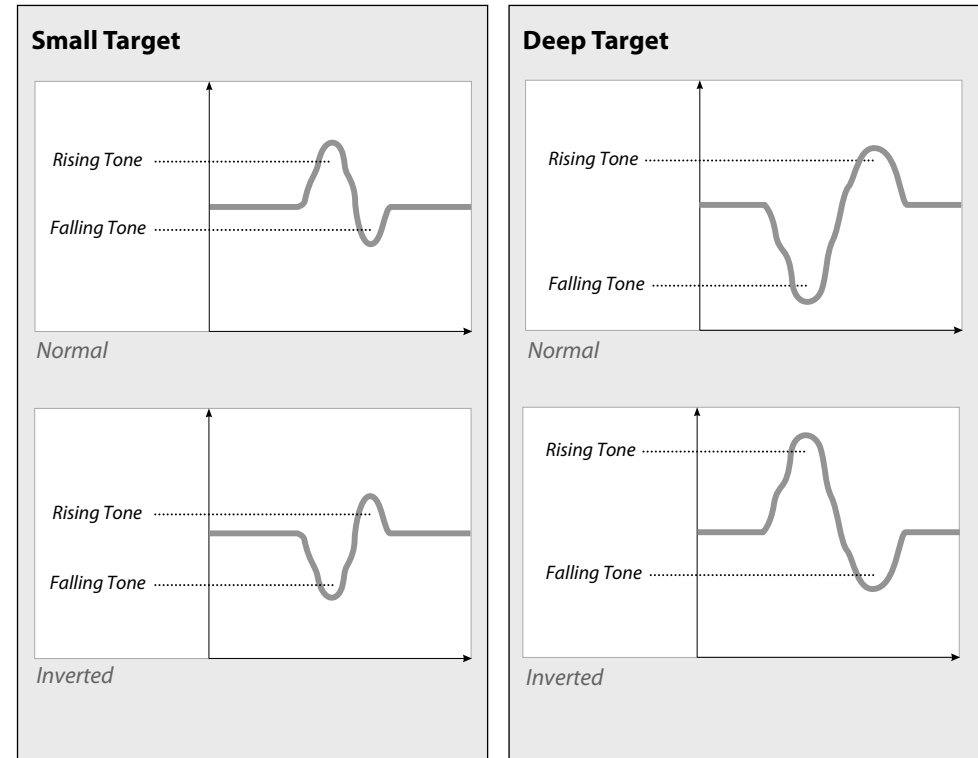 Small Target
Rising Tone
Falling Tone
Normal
Rising Tone
Falling Tone
Inverted
Deep Target
Rising Tone
Falling Tone
Normal
Rising Tone
Falling Tone
Inverted